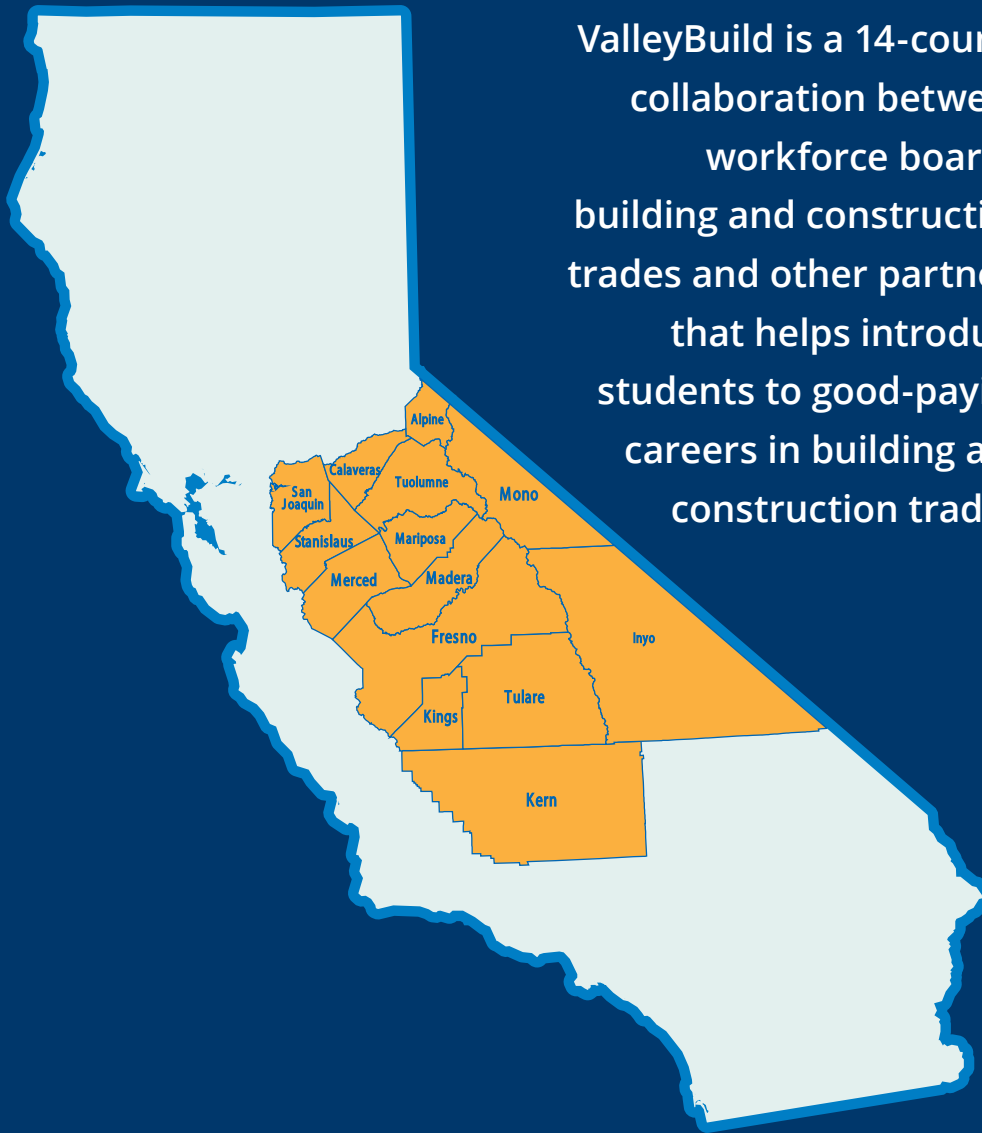 ValleyBuild is a 14-coun
collaboration betwe
workforce boar
building and constructi
trades and other partne
that helps introdu
students to good-payi
careers in building a
construction trad
Alpine
Calaveras
Tuolumne
Mono
San
Joaquin
Stanislaus
Mariposa
Merced
Madera
Fresno
Inyo
Tulare
Kings
Kern